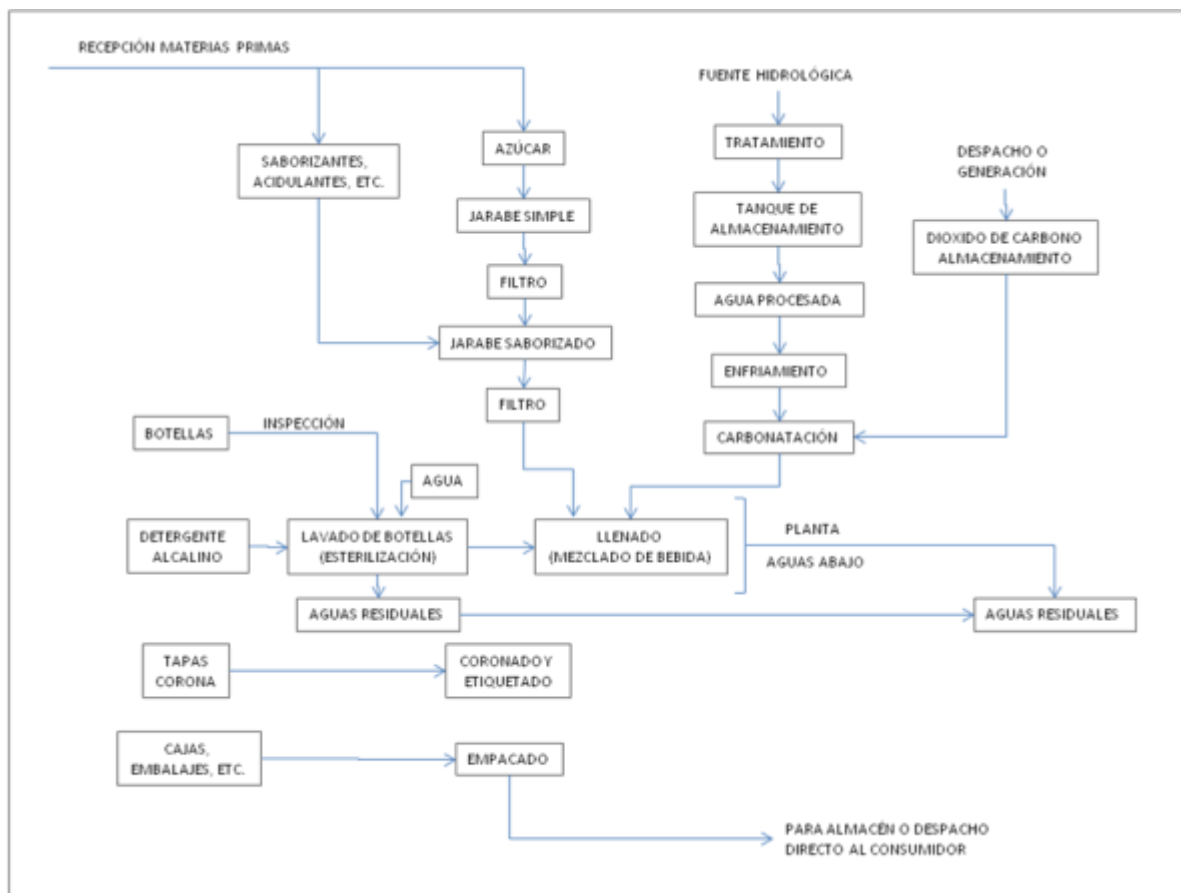 RECEPCIÓN MATERIAS PRIMAS
FUENTE HIDROLÓGICA
SABORIZANTES,
ACIDULANTES, ETC.
AZÚCAR
TRATAMIENTO
DESPACHO O
GENERACIÓN
JARABE SIMPLE
TANQUE DE
ALMACENAMIENTO
DIOXIDO DE CARBONO
ALMACENAMIENTO
FILTRO
AGUA PROCESADA
JARABE SABORIZADO
ENFRIAMIENTO
FILTRO
BOTELLAS
INSPECCIÓN
CARBONATACIÓN
AGUA
DETERGENTE
ALCALINO
LAVADO DE BOTELLAS
(ESTERILIZACIÓN)
LLENADO
(MEZCLADO DE BEBIDA)
PLANTA
AGUAS ABAJO
AGUAS RESIDUALES
AGUAS RESIDUALES
TAPAS
CORONA
CORONADO Y
ETIQUETADO
CAJAS,
EMBALAJES, ETC.
EMPACADO
PARA ALMACÉN O DESPACHO
DIRECTO AL CONSUMIDOR